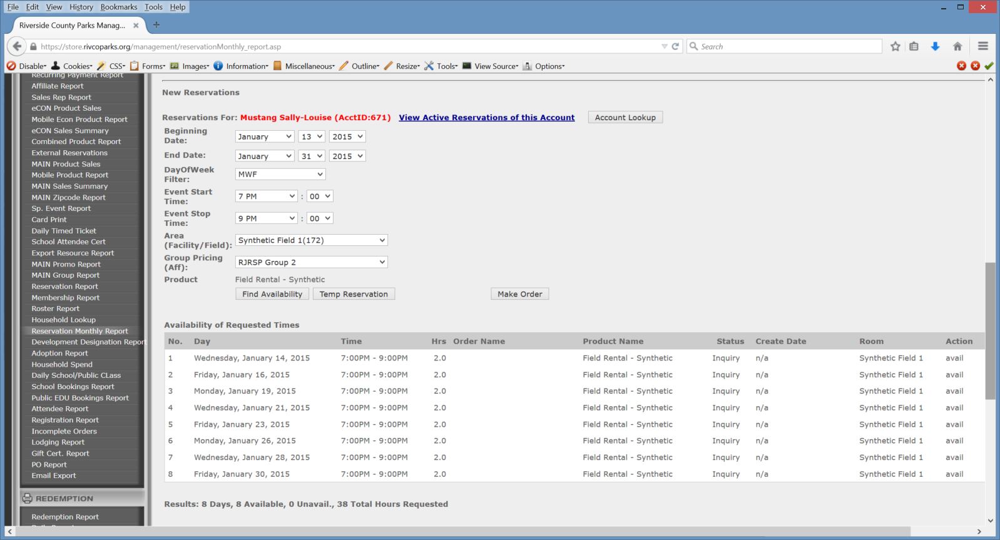 File Edit View History Bookmarks Tools Help
Riverside County Parks Manag...
https://store.rivcoparks.org/management/reservationMonthly_report.asp
Search
Disable Cookies CSS Forms Images Information Miscellaneous Outline Resize Tools View Source Options
Recurring Payment Report
Affiliate Report
Sales Rep Report
eCON Product Sales
Mobile Econ Product Report
eCON Sales Summary
Combined Product Report
External Reservations
MAIN Product Sales
Mobile Product Report
MAIN Sales Summary
MAIN Zipcode Report
Sp. Event Report
Card Print
Daily Timed Ticket
School Attendee Cert
Export Resource Report
MAIN Promo Report
MAIN Group Report
Reservation Report
Membership Report
Roster Report
Household Lookup
Reservation Monthly Report
Development Designation Report
Adoption Report
Household Spend
Daily School/Public CLass
School Bookings Report
Public EDU Bookings Report
Attendee Report
Registration Report
Incomplete Orders
Lodging Report
Gift Cert. Report
PO Report
Email Export
REDEMPTION
Redemption Report
New Reservations
Reservations For: Mustang Sally-Louise (AcctID:671) View Active Reservations of this Account Account Lookup
Beginning
Date: January 13 2015
End Date: January 31 2015
DayOfWeek
Filter: MWF
Event Start
Time: 7 PM : 00
Event Stop
Time: 9 PM : 00
Area
(Facility/Field): Synthetic Field 1(172)
Group Pricing
(Aff): RJRSP Group 2
Product Field Rental - Synthetic
Find Availability Temp Reservation Make Order
Availability of Requested Times
No. Day Time Hrs Order Name Product Name Status Create Date Room Action
1 Wednesday, January 14, 2015 7:00PM - 9:00PM 2.0 Field Rental - Synthetic Inquiry n/a Synthetic Field 1 avail
2 Friday, January 16, 2015 7:00PM - 9:00PM 2.0 Field Rental - Synthetic Inquiry n/a Synthetic Field 1 avail
3 Monday, January 19, 2015 7:00PM - 9:00PM 2.0 Field Rental - Synthetic Inquiry n/a Synthetic Field 1 avail
4 Wednesday, January 21, 2015 7:00PM - 9:00PM 2.0 Field Rental - Synthetic Inquiry n/a Synthetic Field 1 avail
5 Friday, January 23, 2015 7:00PM - 9:00PM 2.0 Field Rental - Synthetic Inquiry n/a Synthetic Field 1 avail
6 Monday, January 26, 2015 7:00PM - 9:00PM 2.0 Field Rental - Synthetic Inquiry n/a Synthetic Field 1 avail
7 Wednesday, January 28, 2015 7:00PM - 9:00PM 2.0 Field Rental - Synthetic Inquiry n/a Synthetic Field 1 avail
8 Friday, January 30, 2015 7:00PM - 9:00PM 2.0 Field Rental - Synthetic Inquiry n/a Synthetic Field 1 avail
Results: 8 Days, 8 Available, 0 Unavail., 38 Total Hours Requested